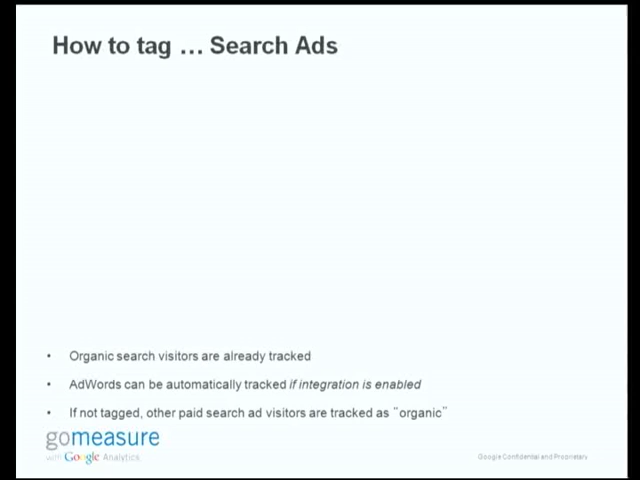 How to tag … Search Ads
• Organic search visitors are already tracked
• AdWords can be automatically tracked if integration is enabled
• If not tagged, other paid search ad visitors are tracked as “organic”
gomeasure
with Google Analytics
Google Confidential and Proprietary